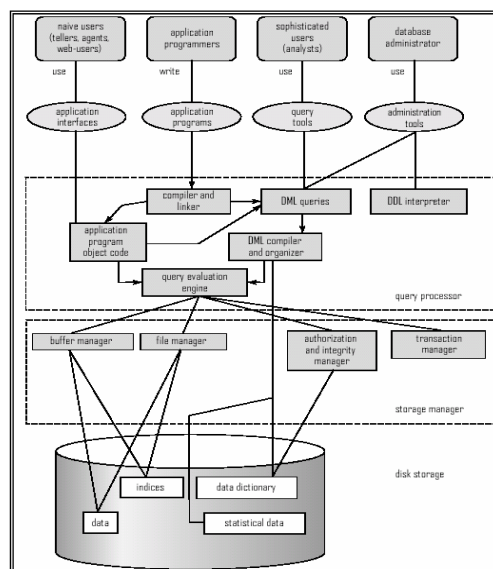 naive users
(tellers, agents,
web-users)
application
programmers
sophisticated
users
(analysts)
database
administrator
use
write
use
use
application
interfaces
application
programs
query
tools
administration
tools
compiler and
linker
DML queries
DDL interpreter
application
program
object code
DML compiler
and organizer
query evaluation
engine
query processor
buffer manager
file manager
authorization
and integrity
manager
transaction
manager
storage manager
disk storage
indices
data dictionary
data
statistical data